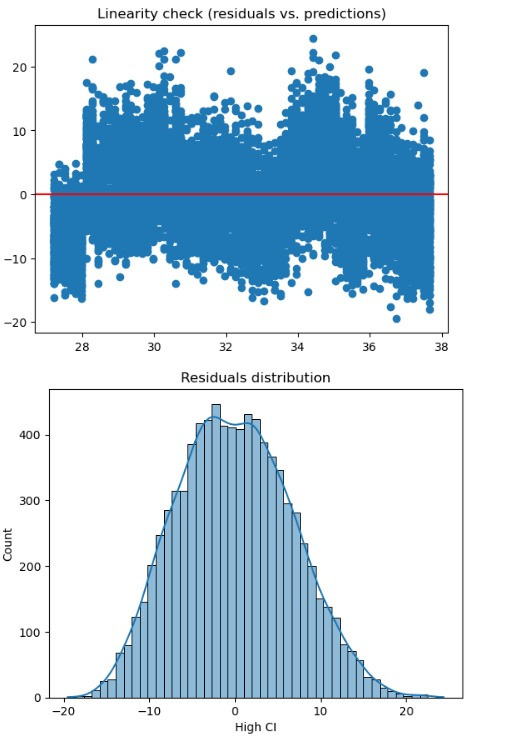 Linearity check (residuals vs. predictions)
20
10
0
−10
−20
28 30 32 34 36 38
Residuals distribution
400
300
200
100
0
Count
−20 −10 0 10 20
High CI